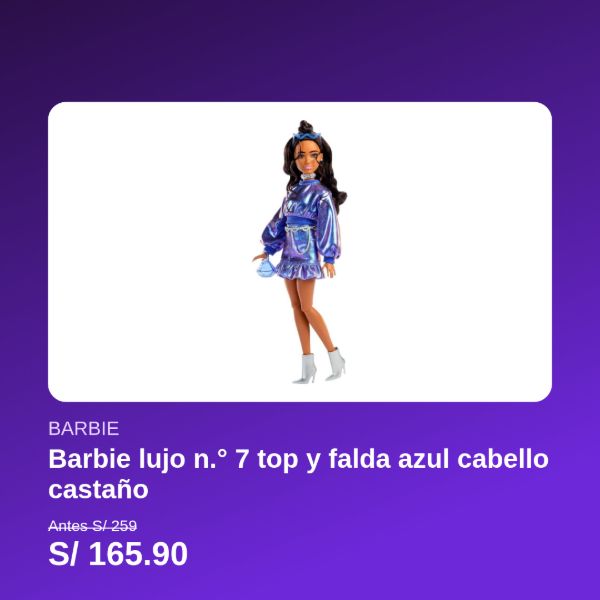 BARBIE
Barbie lujo n.° 7 top y falda azul cabello
castaño
Antes S/ 259
S/ 165.90